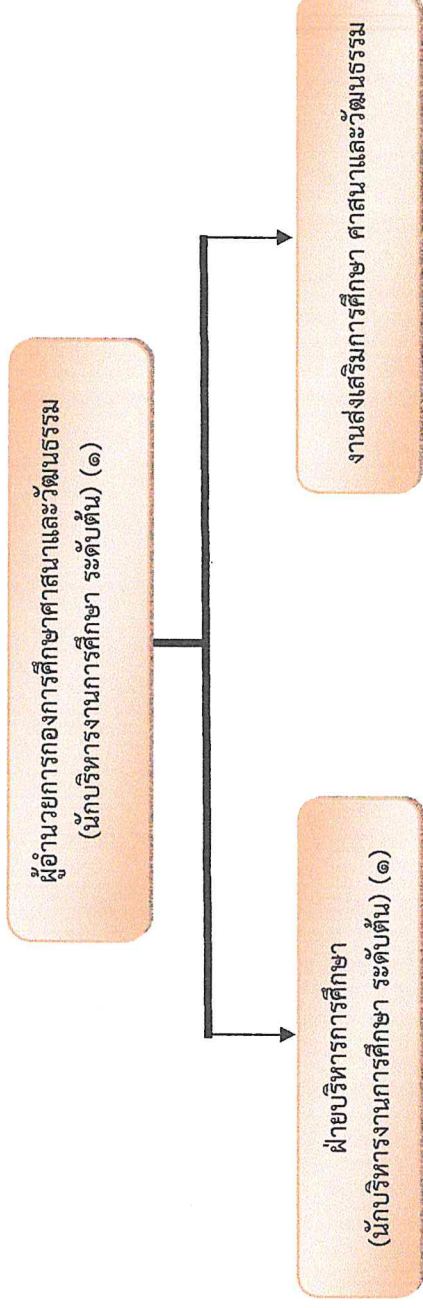 ผู้อำนวยการกองการศึกษาศาสนาและวัฒนธรรม
(นักบริหารงานการศึกษา ระดับต้น) (๑)
ฝ่ายบริหารการศึกษา
(นักบริหารงานการศึกษา ระดับต้น) (๑)
งานส่งเสริมการศึกษา ศาสนาและวัฒนธรรม